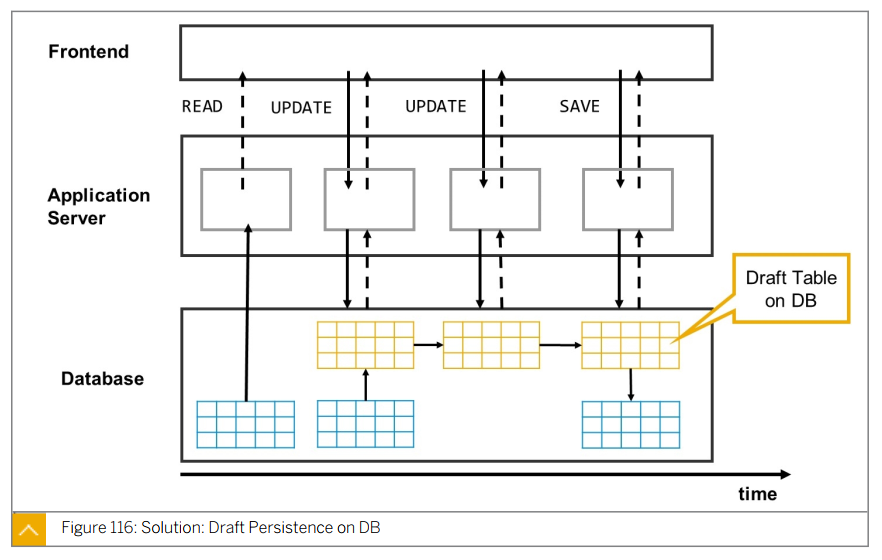 Frontend
READ
UPDATE
UPDATE
SAVE
Application
Server
Draft Table
on DB
Database
time
Figure 116: Solution: Draft Persistence on DB